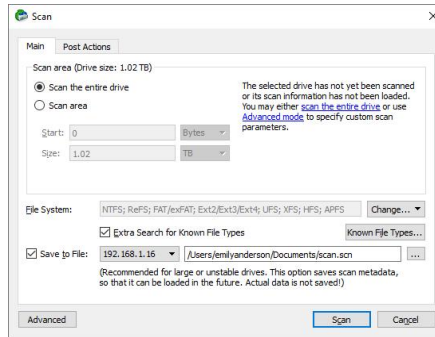 Scan
Main Post Actions
Scan area (Drive size: 1.02 TB)
Scan the entire drive
Scan area
Start: 0 Bytes
Size: 1.02 TB
The selected drive has not yet been scanned
or its scan information has not been loaded.
You may either scan the entire drive or use
Advanced mode to specify custom scan
parameters.
File System: NTFS; ReFS; FAT/exFAT; Ext2/Ext3/Ext4; UFS; XFS; HFS; APFS Change...
Extra Search for Known File Types Known File Types...
Save to File: 192.168.1.16 /Users/emilyanderson/Documents/scan.scn ...
(Recommended for large or unstable drives. This option saves scan metadata,
so that it can be loaded in the future. Actual data is not saved!)
Advanced Scan Cancel